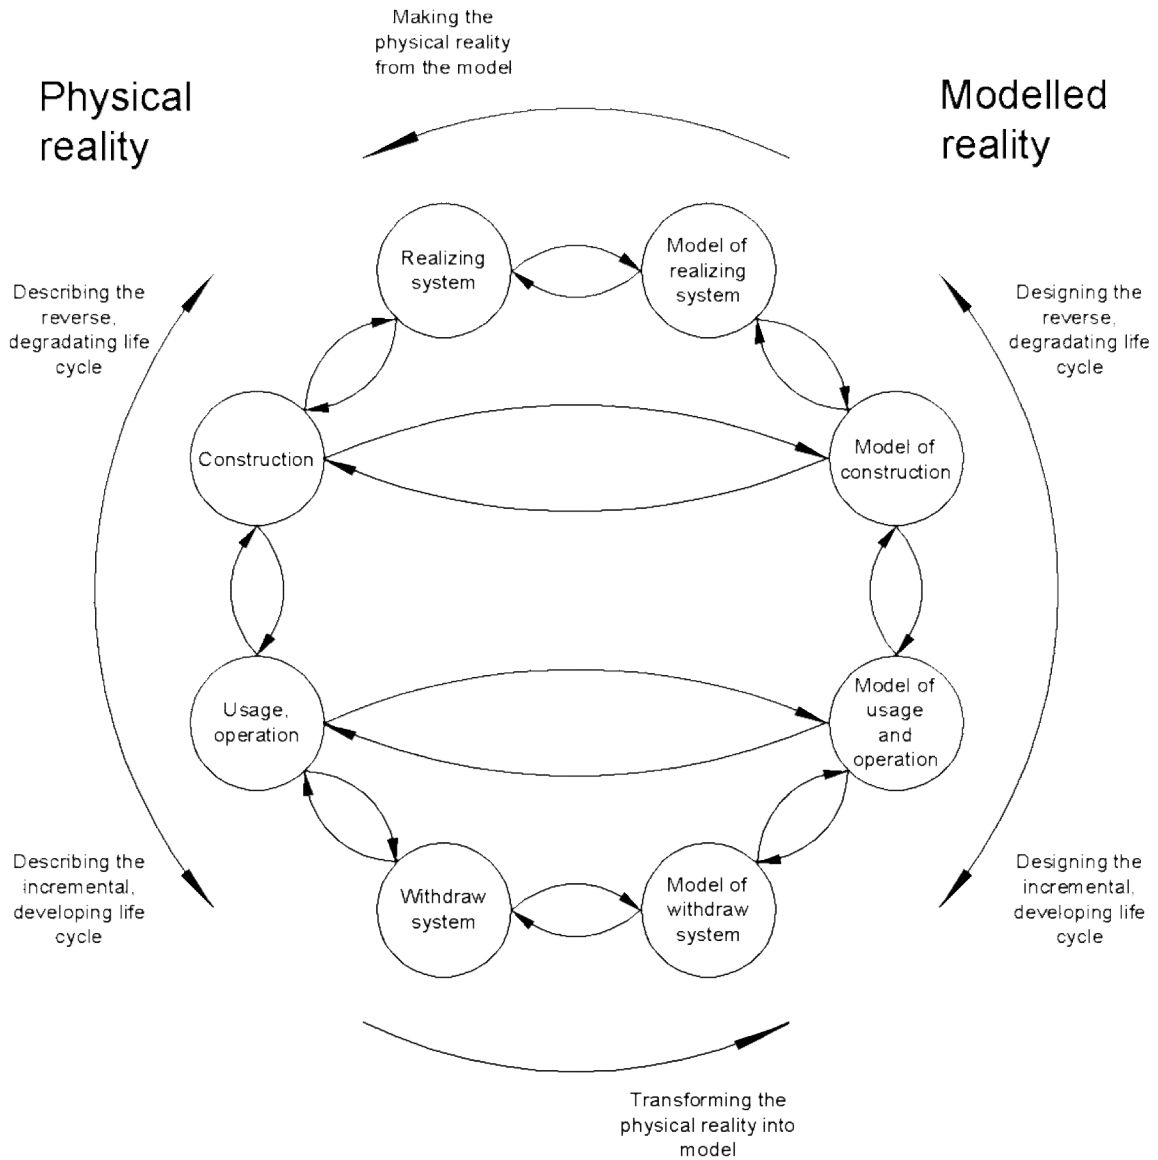 Making the
physical reality
from the model
Physical
reality
Modelled
reality
Realizing
system
Model of
realizing
system
Describing the
reverse,
degradating life
cycle
Designing the
reverse,
degradating life
cycle
Construction
Model of
construction
Usage,
operation
Model of
usage
and
operation
Describing the
incremental,
developing life
cycle
Withdraw
system
Model of
withdraw
system
Designing the
incremental,
developing life
cycle
Transforming the
physical reality into
model